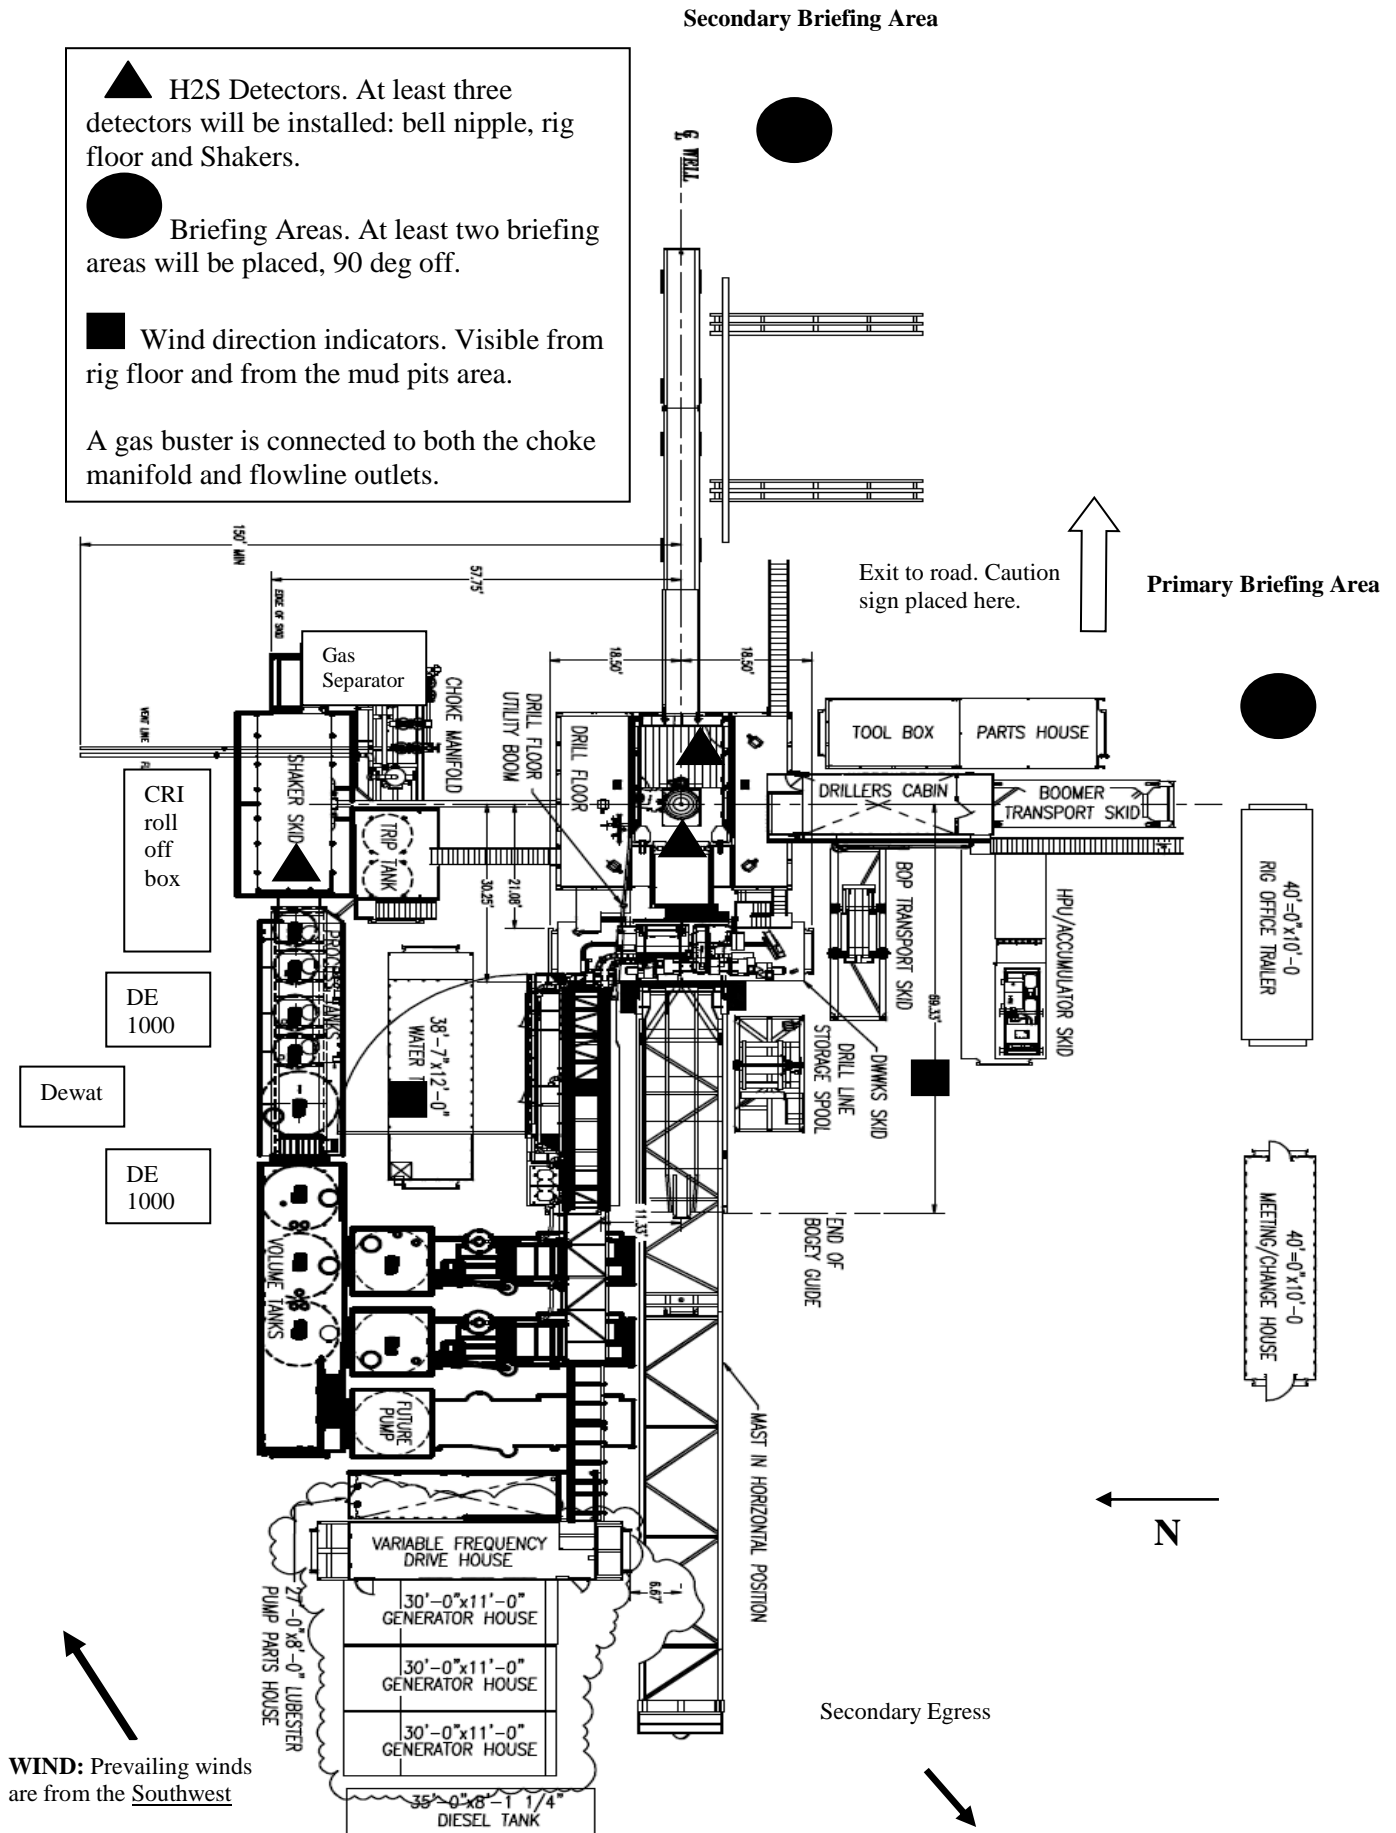 Secondary Briefing Area
H2S Detectors. At least three
detectors will be installed: bell nipple, rig
floor and Shakers.
Briefing Areas. At least two briefing
areas will be placed, 90 deg off.
Wind direction indicators. Visible from
rig floor and from the mud pits area.
A gas buster is connected to both the choke
manifold and flowline outlets.
WELL
150' MIN
57.75'
EDGE OF SKID
Exit to road. Caution
sign placed here.
Primary Briefing Area
Gas
Separator
CHOKE MANIFOLD
DRILL FLOOR
UTILITY BOOM
DRILL FLOOR
18.50'
18.50'
VENT LINE
SHAKER SKID
TRIP TANK
CRI
roll
off
box
TOOL BOX
PARTS HOUSE
DRILLERS CABIN
BOOMER
TRANSPORT SKID
30.25'
21.08'
BOP TRANSPORT SKID
HPU/ACCUMULATOR SKID
40'=0"x10'-0
RIG OFFICE TRAILER
69.33'
PROCESS TANKS
DE
1000
38'-7"x12'-0"
WATER T
DRILL LINE
STORAGE SPOOL
DWWKS SKID
Dewat
DE
1000
VOLUME TANKS
11.33'
END OF
BOGEY GUIDE
40'=0"x10'-0
MEETING/CHANGE HOUSE
FUTURE
PUMP
MAST IN HORIZONTAL POSITION
N
VARIABLE FREQUENCY
DRIVE HOUSE
6.67'
27'-0"x8'-0" LUBESTER
PUMP PARTS HOUSE
30'-0"x11'-0"
GENERATOR HOUSE
30'-0"x11'-0"
GENERATOR HOUSE
30'-0"x11'-0"
GENERATOR HOUSE
Secondary Egress
WIND: Prevailing winds
are from the Southwest
35'-0"x8'-1 1/4"
DIESEL TANK